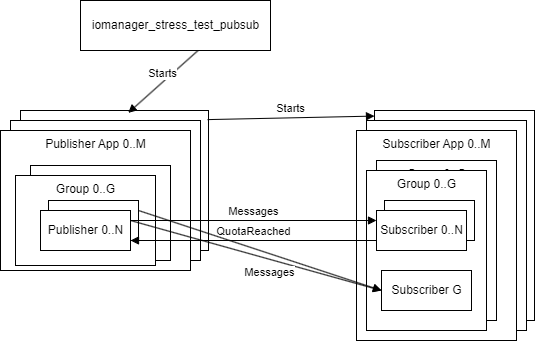 iomanager_stress_test_pubsub
Starts
Starts
Publisher App 0..M
Subscriber App 0..M
Group 0..G
Group 0..G
Messages
Publisher 0..N
Subscriber 0..N
QuotaReached
Messages
Subscriber G